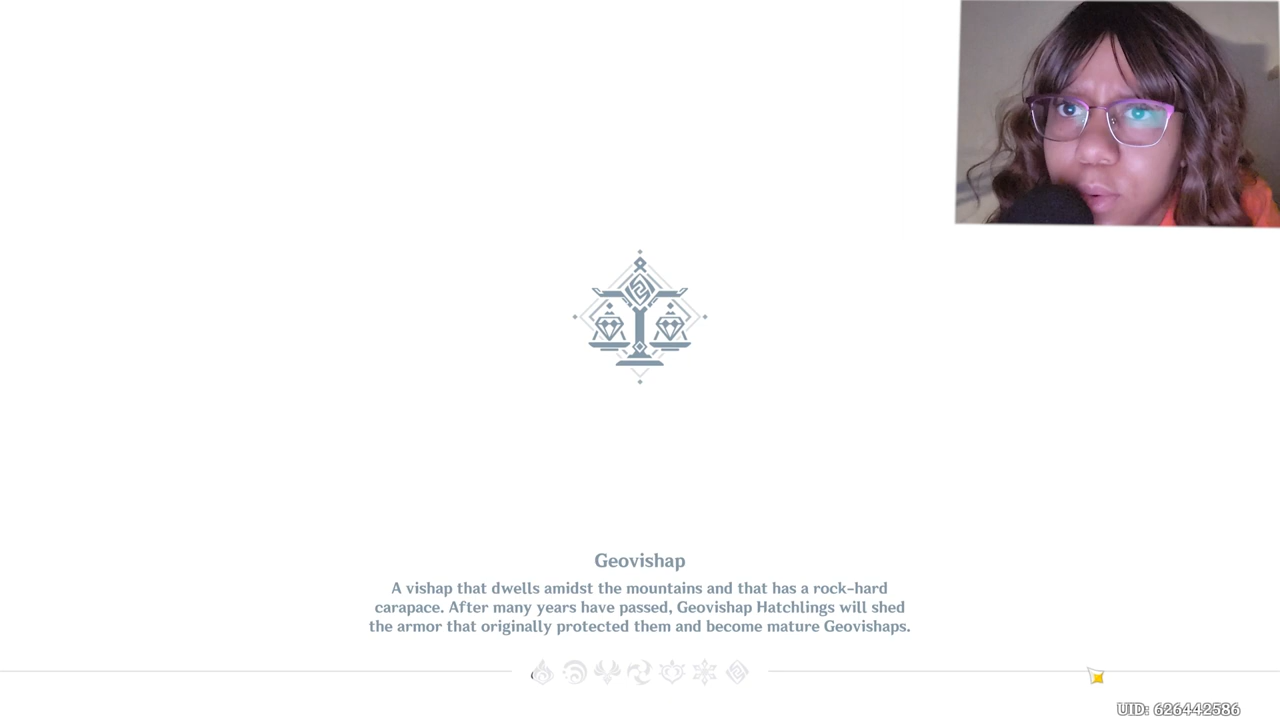 Geovishap
A vishap that dwells amidst the mountains and that has a rock-hard
carapace. After many years have passed, Geovishap Hatchlings will shed
the armor that originally protected them and become mature Geovishaps.
UID: 626442586